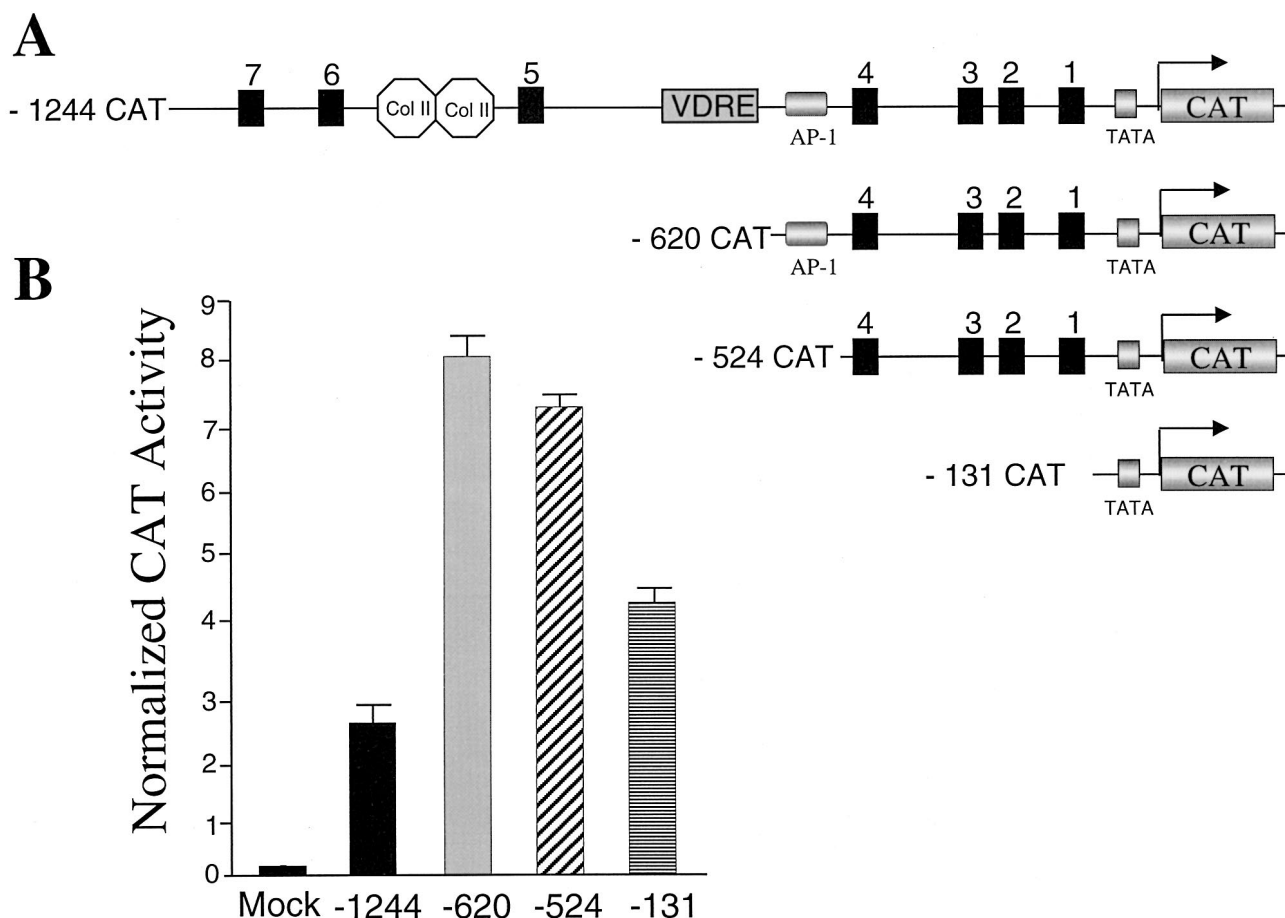 A
7 6 5 4 3 2 1
- 1244 CAT Col II Col II VDRE CAT
AP-1 TATA
4 3 2 1
- 620 CAT CAT
AP-1 TATA
B
4 3 2 1
- 524 CAT CAT
TATA
- 131 CAT CAT
TATA
Normalized CAT Activity
9
8
7
6
5
4
3
2
1
0
Mock -1244 -620 -524 -131